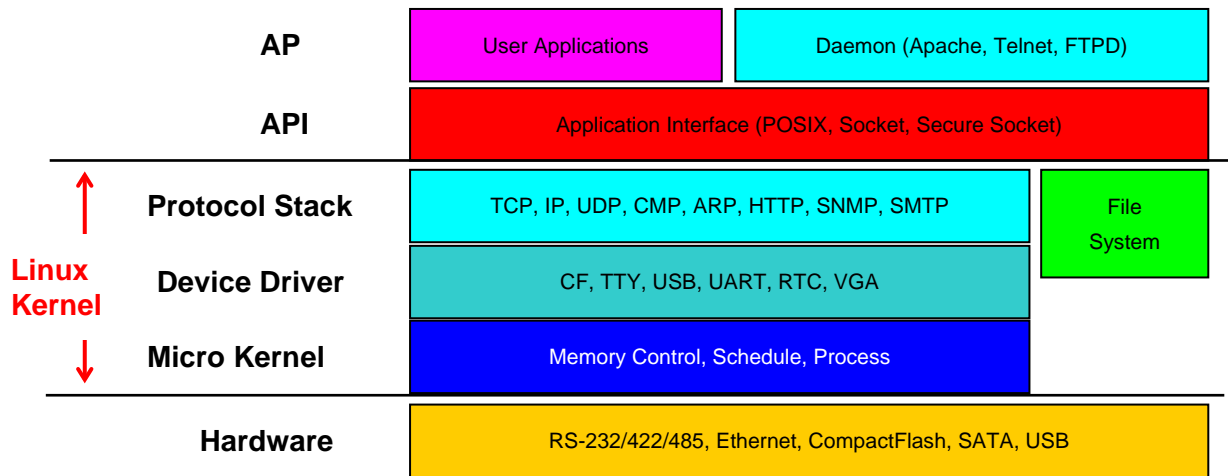 AP
User Applications
Daemon (Apache, Telnet, FTPD)
API
Application Interface (POSIX, Socket, Secure Socket)
Protocol Stack
TCP, IP, UDP, CMP, ARP, HTTP, SNMP, SMTP
File
System
Linux
Kernel
Device Driver
CF, TTY, USB, UART, RTC, VGA
Micro Kernel
Memory Control, Schedule, Process
Hardware
RS-232/422/485, Ethernet, CompactFlash, SATA, USB